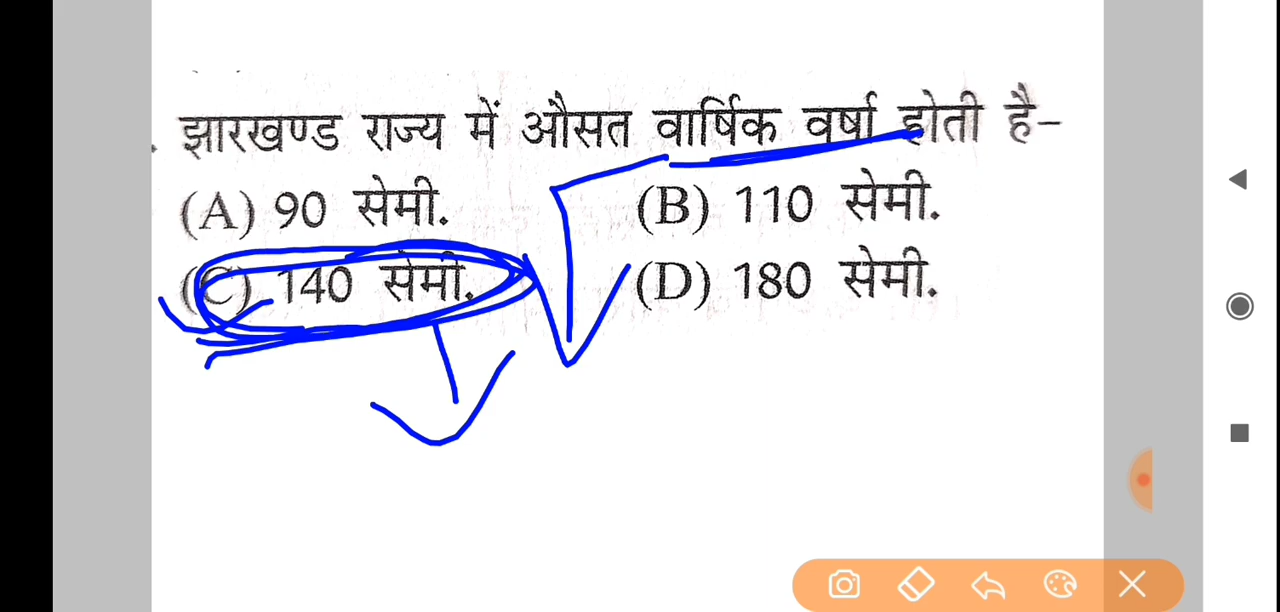 . झारखण्ड राज्य में औसत वार्षिक वर्षा होती है–
(A) 90 सेमी. (B) 110 सेमी.
(C) 140 सेमी. (D) 180 सेमी.